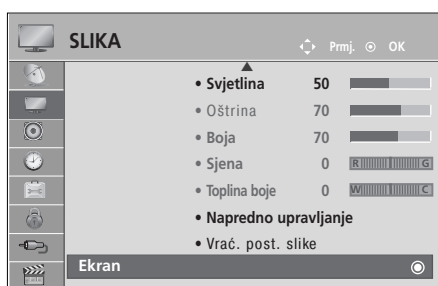 SLIKA Prmj. OK
• Svjetlina 50
• Oštrina 70
• Boja 70
• Sjena 0 R G
• Toplina boje 0 W C
• Napredno upravljanje
• Vrać. post. slike
Ekran